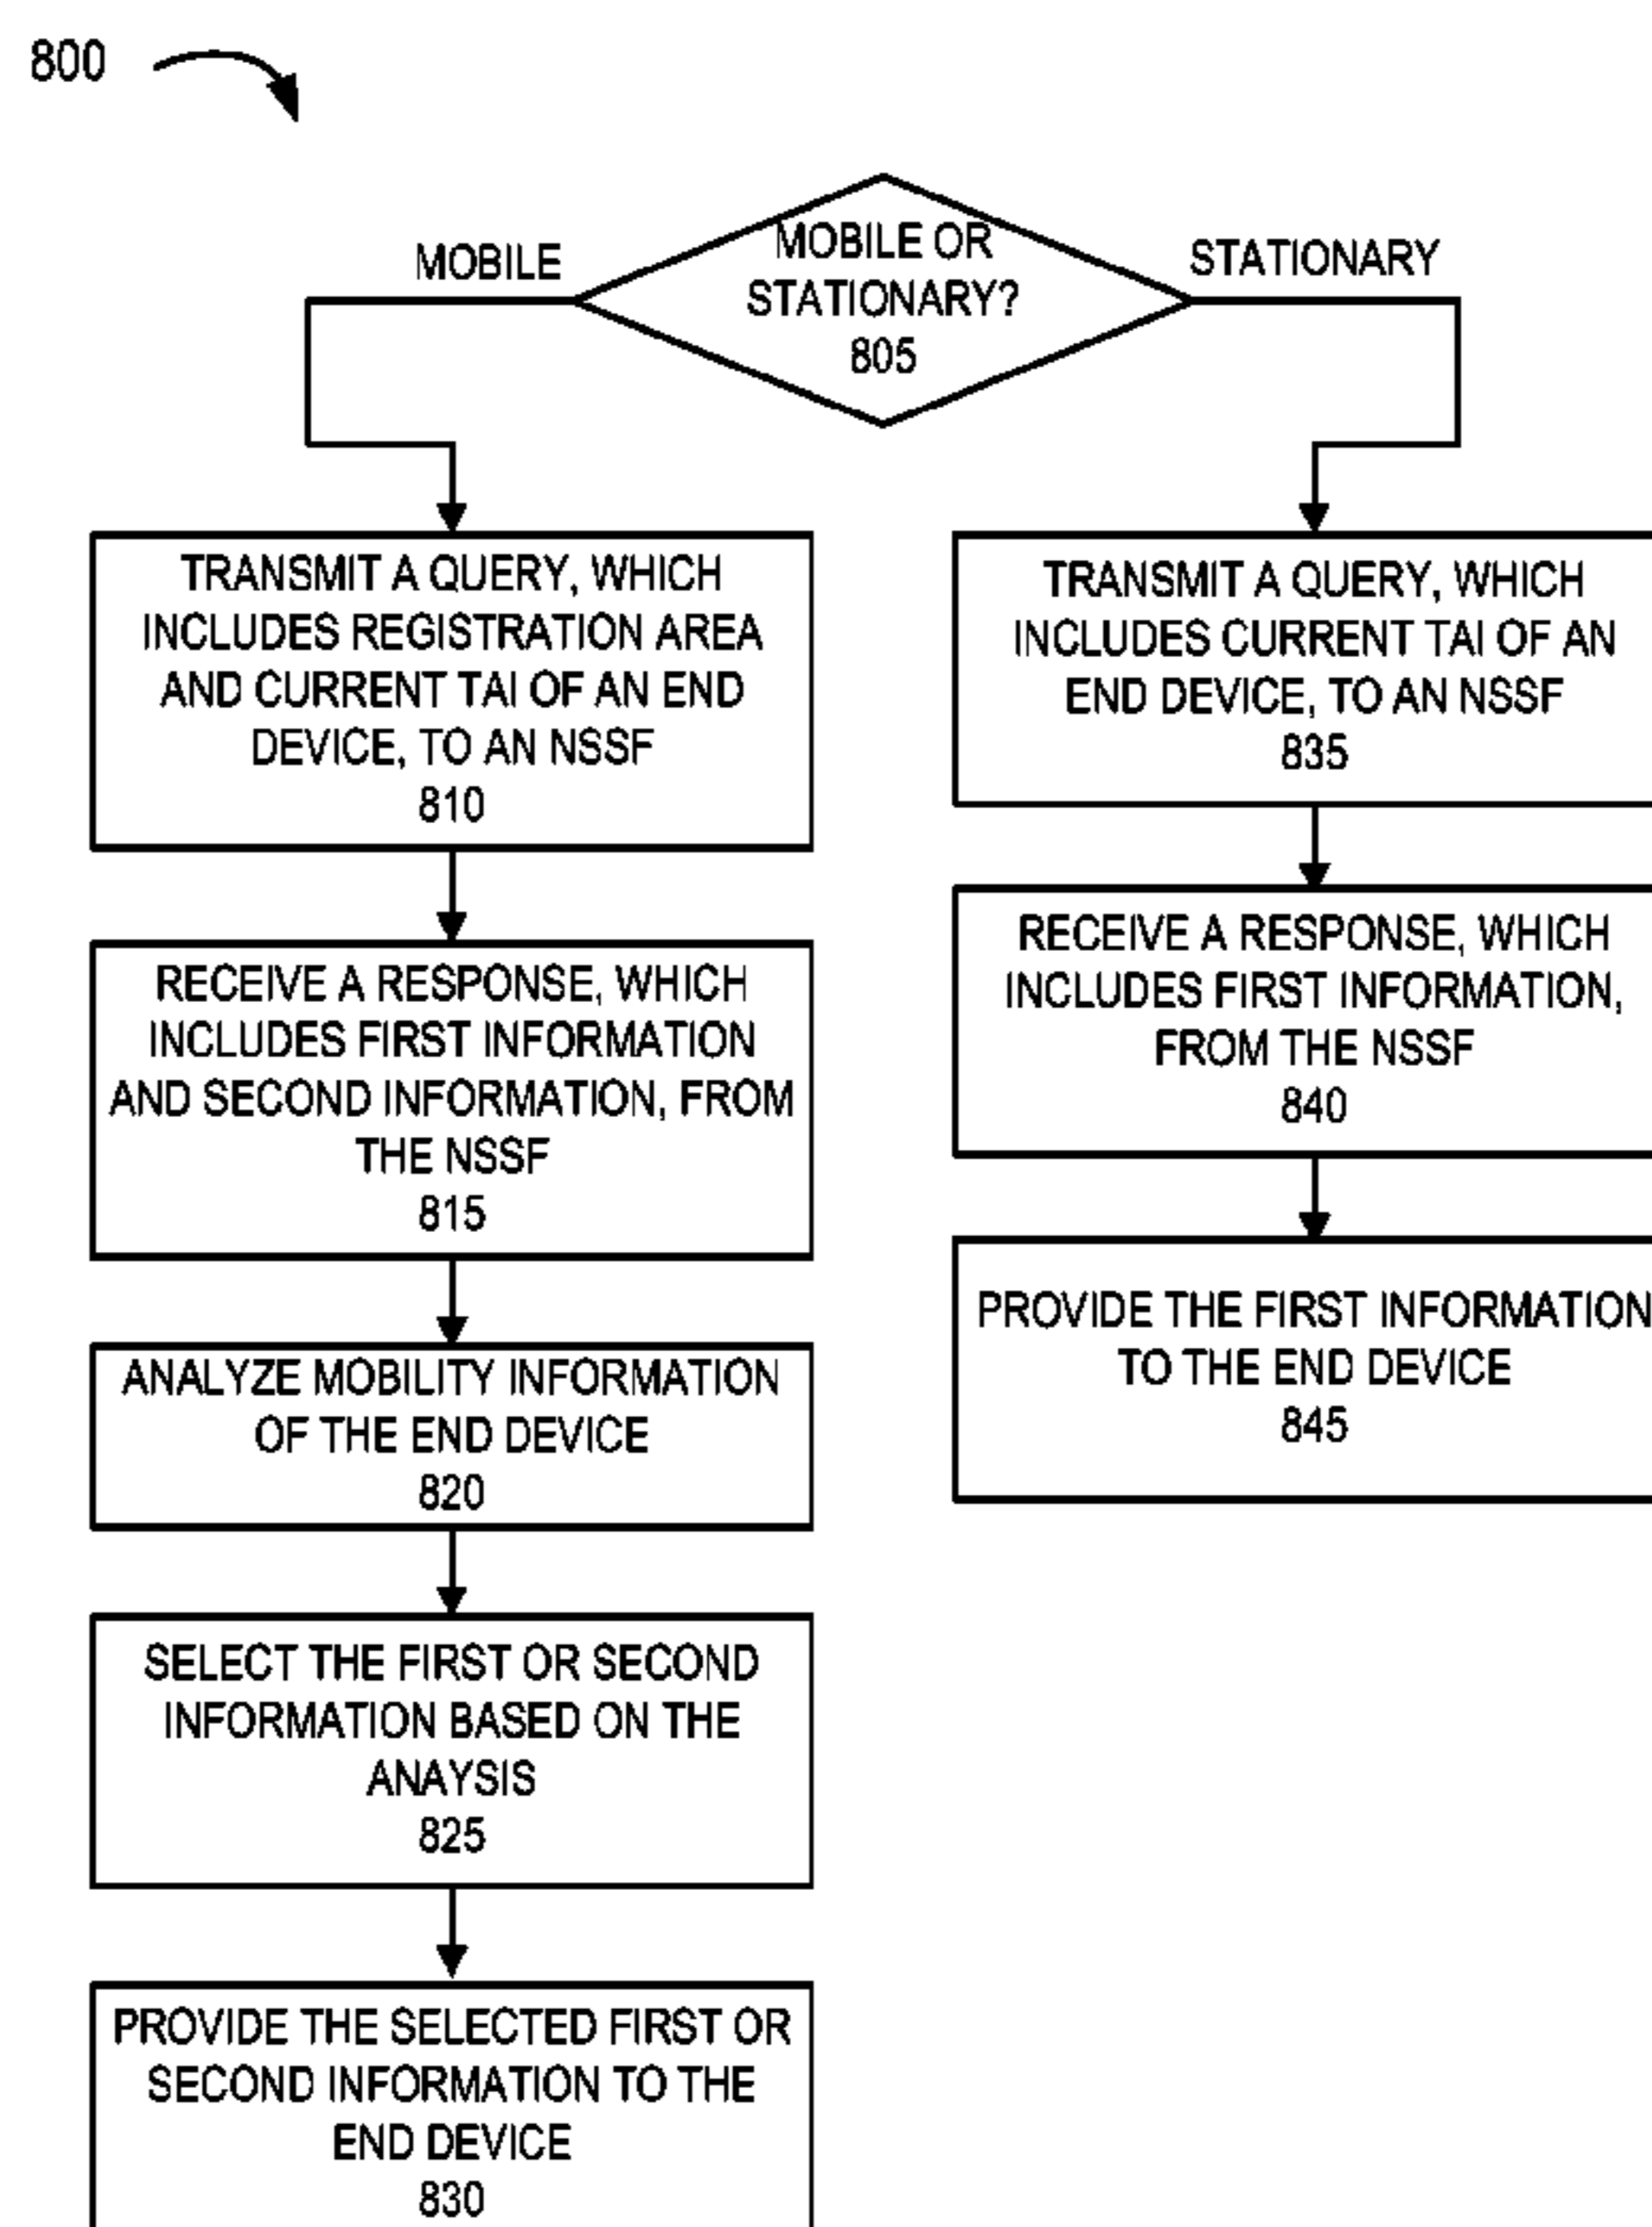 800
MOBILE OR
STATIONARY?
805
MOBILE
STATIONARY
TRANSMIT A QUERY, WHICH
INCLUDES REGISTRATION AREA
AND CURRENT TAI OF AN END
DEVICE, TO AN NSSF
810
RECEIVE A RESPONSE, WHICH
INCLUDES FIRST INFORMATION
AND SECOND INFORMATION, FROM
THE NSSF
815
ANALYZE MOBILITY INFORMATION
OF THE END DEVICE
820
SELECT THE FIRST OR SECOND
INFORMATION BASED ON THE
ANAYSIS
825
PROVIDE THE SELECTED FIRST OR
SECOND INFORMATION TO THE
END DEVICE
830
TRANSMIT A QUERY, WHICH
INCLUDES CURRENT TAI OF AN
END DEVICE, TO AN NSSF
835
RECEIVE A RESPONSE, WHICH
INCLUDES FIRST INFORMATION,
FROM THE NSSF
840
PROVIDE THE FIRST INFORMATION
TO THE END DEVICE
845